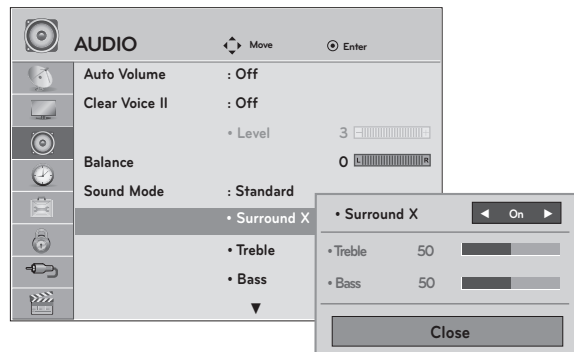 AUDIO Move Enter
Auto Volume : Off
Clear Voice II : Off
• Level 3 - +
Balance 0 L R
Sound Mode : Standard
• Surround X
• Treble
• Bass
▼
• Surround X ◀ On ▶
• Treble 50
• Bass 50
Close